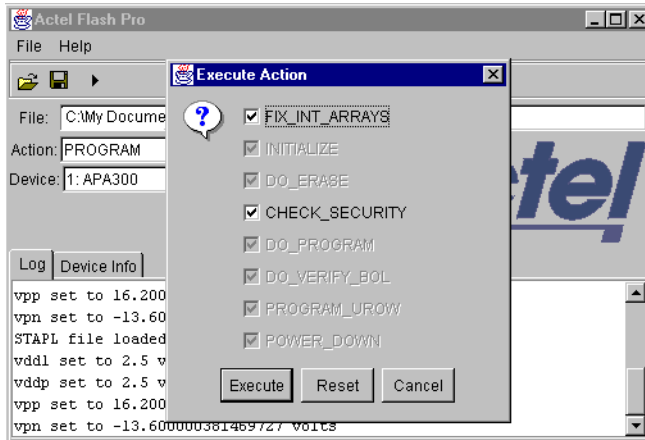 Actel Flash Pro
File Help
File: C:\My Docume
Action: PROGRAM
Device: 1: APA300
tel
Log Device Info
vpp set to 16.200
vpn set to -13.60
STAPL file loaded
vddl set to 2.5 v
vddp set to 2.5 v
vpp set to 16.200
vpn set to -13.600000381469727 volts
Execute Action
?
FIX_INT_ARRAYS
INITIALIZE
DO_ERASE
CHECK_SECURITY
DO_PROGRAM
DO_VERIFY_BOL
PROGRAM_UROW
POWER_DOWN
Execute Reset Cancel